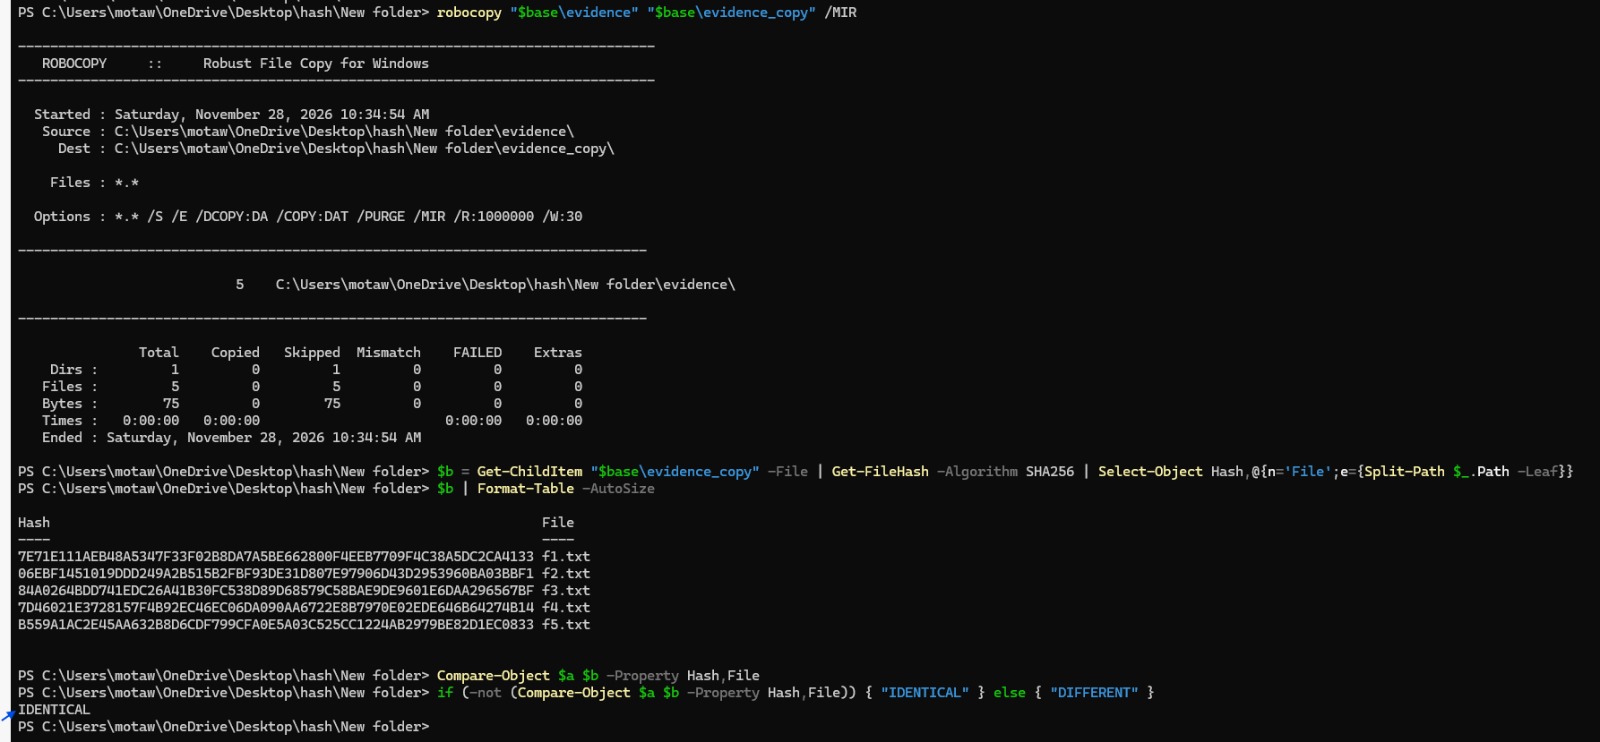 PS C:\Users\motaw\OneDrive\Desktop\hash\New folder> robocopy "$base\evidence" "$base\evidence_copy" /MIR
-------------------------------------------------------------------------------
   ROBOCOPY     ::     Robust File Copy for Windows
-------------------------------------------------------------------------------
  Started : Saturday, November 28, 2026 10:34:54 AM
   Source : C:\Users\motaw\OneDrive\Desktop\hash\New folder\evidence\
     Dest : C:\Users\motaw\OneDrive\Desktop\hash\New folder\evidence_copy\
    Files : *.*
  Options : *.* /S /E /DCOPY:DA /COPY:DAT /PURGE /MIR /R:1000000 /W:30
------------------------------------------------------------------------------
                           5    C:\Users\motaw\OneDrive\Desktop\hash\New folder\evidence\
------------------------------------------------------------------------------
               Total    Copied   Skipped  Mismatch    FAILED    Extras
    Dirs :         1         0         1         0         0         0
   Files :         5         0         5         0         0         0
   Bytes :        75         0        75         0         0         0
   Times :   0:00:00   0:00:00                       0:00:00   0:00:00
   Ended : Saturday, November 28, 2026 10:34:54 AM
PS C:\Users\motaw\OneDrive\Desktop\hash\New folder> $b = Get-ChildItem "$base\evidence_copy" -File | Get-FileHash -Algorithm SHA256 | Select-Object Hash,@{n='File';e={Split-Path $_.Path -Leaf}}
PS C:\Users\motaw\OneDrive\Desktop\hash\New folder> $b | Format-Table -AutoSize
Hash                                                             File
----                                                             ----
7E71E111AEB48A5347F33F02B8DA7A5BE662800F4EEB7709F4C38A5DC2CA4133 f1.txt
06EBF1451019DDD249A2B515B2FBF93DE31D807E97906D43D2953960BA03BBF1 f2.txt
84A0264BDD741EDC26A41B30FC538D89D68579C58BAE9DE9601E6DAA296567BF f3.txt
7D46021E3728157F4B92EC46EC06DA090AA6722E8B7970E02EDE646B64274B14 f4.txt
B559A1AC2E45AA632B8D6CDF799CFA0E5A03C525CC1224AB2979BE82D1EC0833 f5.txt
PS C:\Users\motaw\OneDrive\Desktop\hash\New folder> Compare-Object $a $b -Property Hash,File
PS C:\Users\motaw\OneDrive\Desktop\hash\New folder> if (-not (Compare-Object $a $b -Property Hash,File)) { "IDENTICAL" } else { "DIFFERENT" }
IDENTICAL
PS C:\Users\motaw\OneDrive\Desktop\hash\New folder>